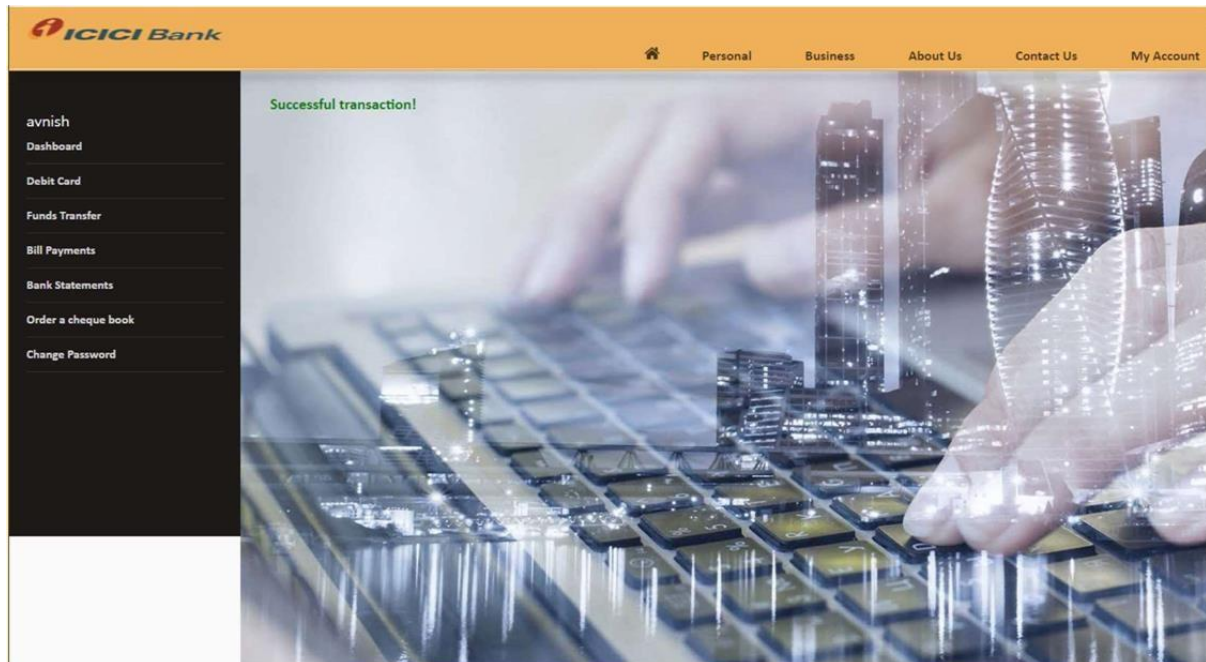 ICICI Bank
Personal Business About Us Contact Us My Account
Successful transaction!
avnish
Dashboard
Debit Card
Funds Transfer
Bill Payments
Bank Statements
Order a cheque book
Change Password